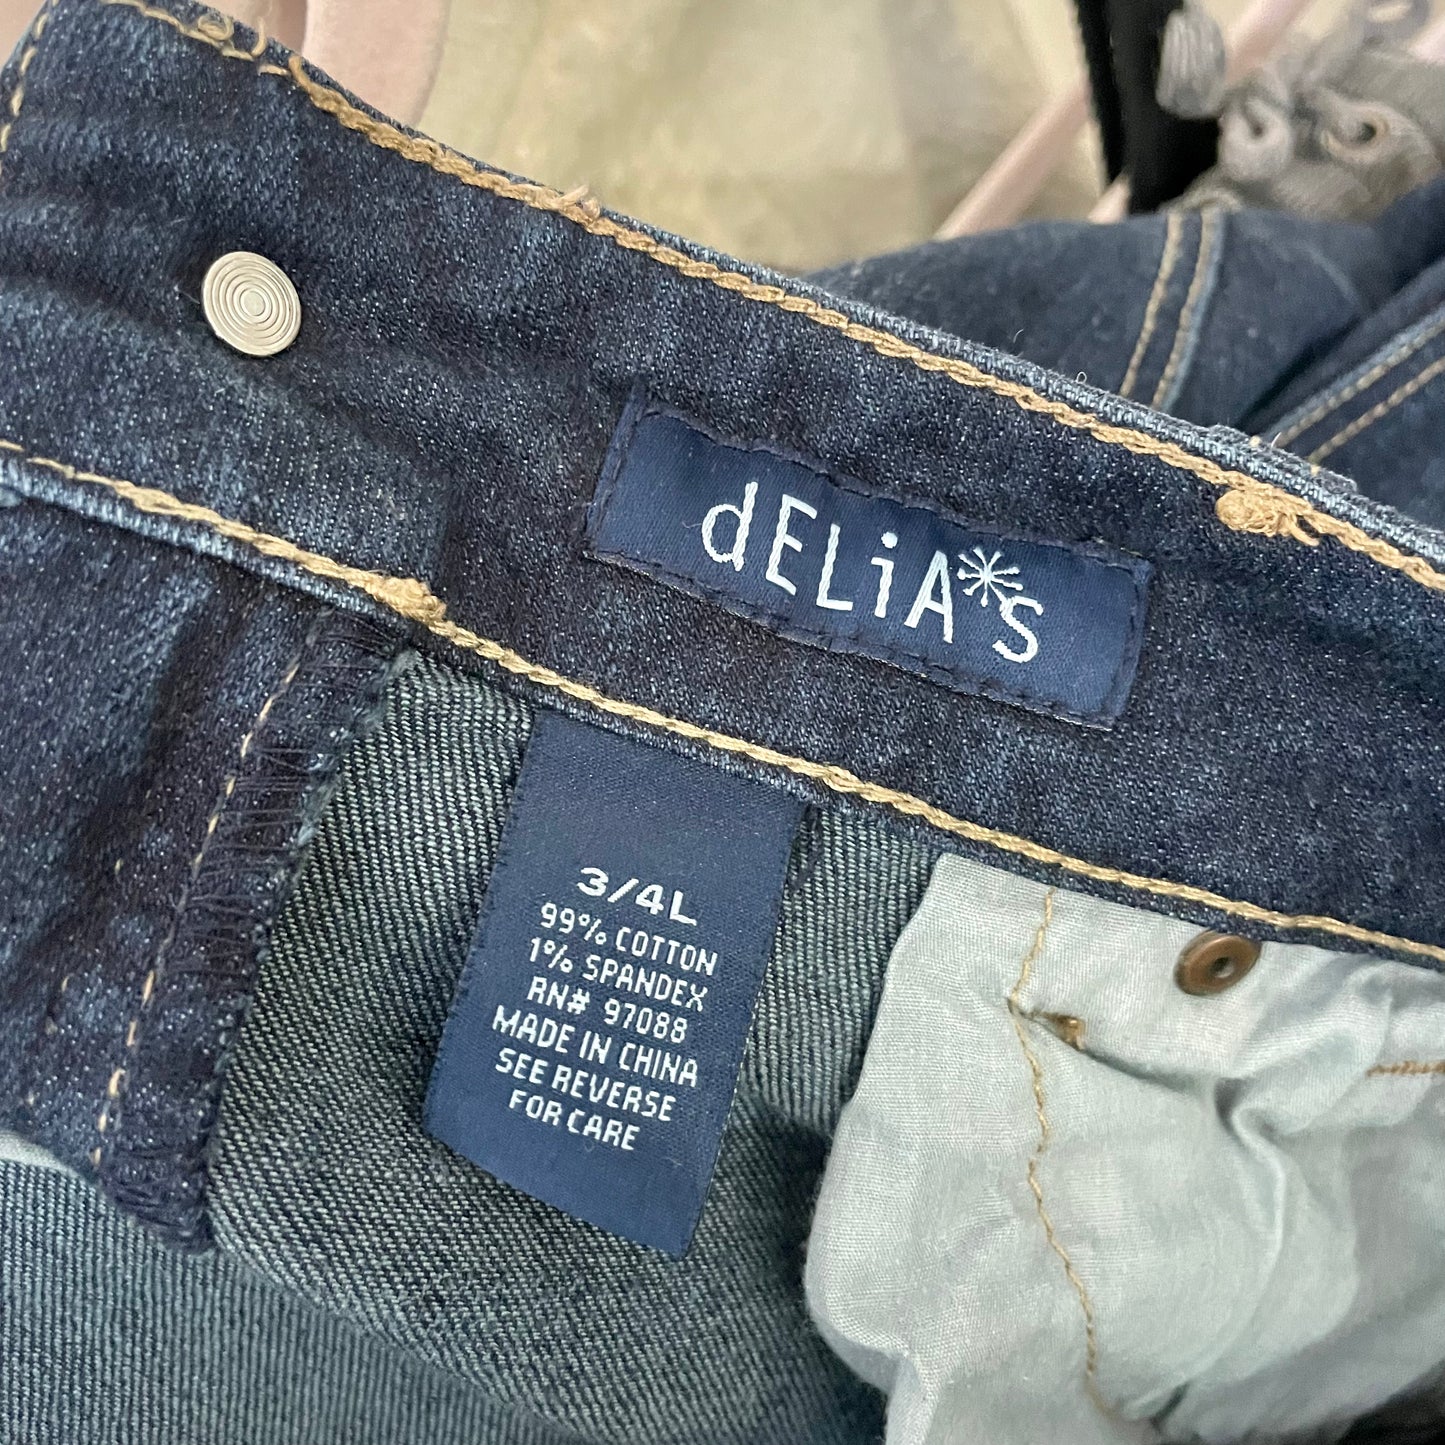 dELiA*S
3/4L
99% COTTON
1% SPANDEX
RN# 97088
MADE IN CHINA
SEE REVERSE
FOR CARE